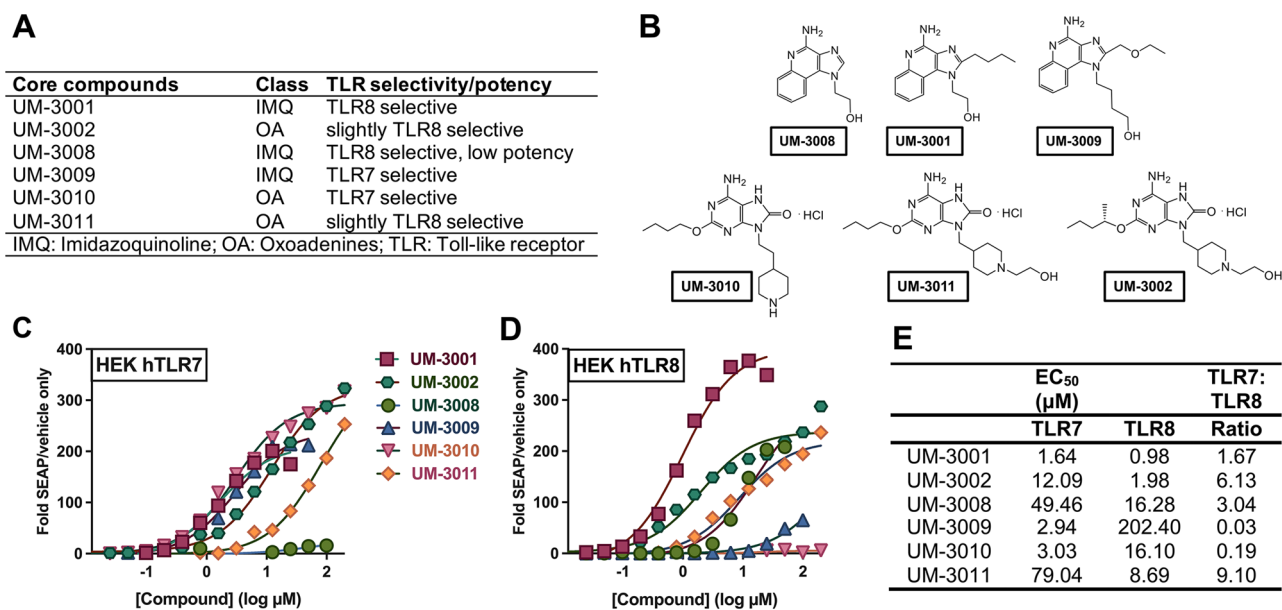 A
Core compounds Class TLR selectivity/potency
UM-3001 IMQ TLR8 selective
UM-3002 OA slightly TLR8 selective
UM-3008 IMQ TLR8 selective, low potency
UM-3009 IMQ TLR7 selective
UM-3010 OA TLR7 selective
UM-3011 OA slightly TLR8 selective
IMQ: Imidazoquinoline; OA: Oxoadenines; TLR: Toll-like receptor
B
NH2
N
N
N
OH
UM-3008
NH2
N
N
N
OH
UM-3001
NH2
N
N
N
O
OH
UM-3009
NH2
H
N
N
O · HCl
O
N
N
N
H
UM-3010
NH2
H
N
N
O · HCl
O
N
N
N
OH
UM-3011
NH2
H
N
N
O · HCl
O
N
N
N
OH
UM-3002
C
HEK hTLR7
Fold SEAP/vehicle only
400
300
200
100
0
-1 0 1 2
[Compound] (log µM)
UM-3001
UM-3002
UM-3008
UM-3009
UM-3010
UM-3011
D
HEK hTLR8
Fold SEAP/vehicle only
400
300
200
100
0
-1 0 1 2
[Compound] (log µM)
E
EC50 TLR7:
(µM) TLR8
TLR7 TLR8 Ratio
UM-3001 1.64 0.98 1.67
UM-3002 12.09 1.98 6.13
UM-3008 49.46 16.28 3.04
UM-3009 2.94 202.40 0.03
UM-3010 3.03 16.10 0.19
UM-3011 79.04 8.69 9.10